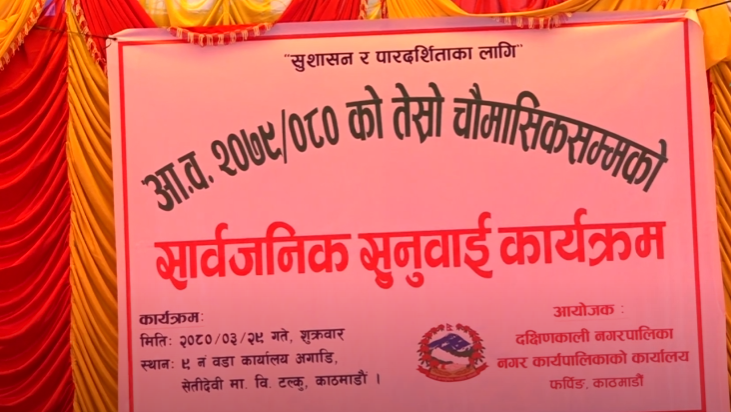 "सुशासन र पारदर्शिताका लागि"
आ.व. २०७९/०८० को तेस्रो चौमासिकसम्मको
सार्वजनिक सुनुवाई कार्यक्रम
कार्यक्रम:
मिति: २०८०/०३/२९ गते, शुक्रवार
स्थान: ९ नं वडा कार्यालय अगाडि,
सेतीदेवी मा. वि. टल्कु, काठमाडौं ।
आयोजक :
दक्षिणकाली नगरपालिका
नगर कार्यपालिकाको कार्यालय
फर्पिङ, काठमाडौं